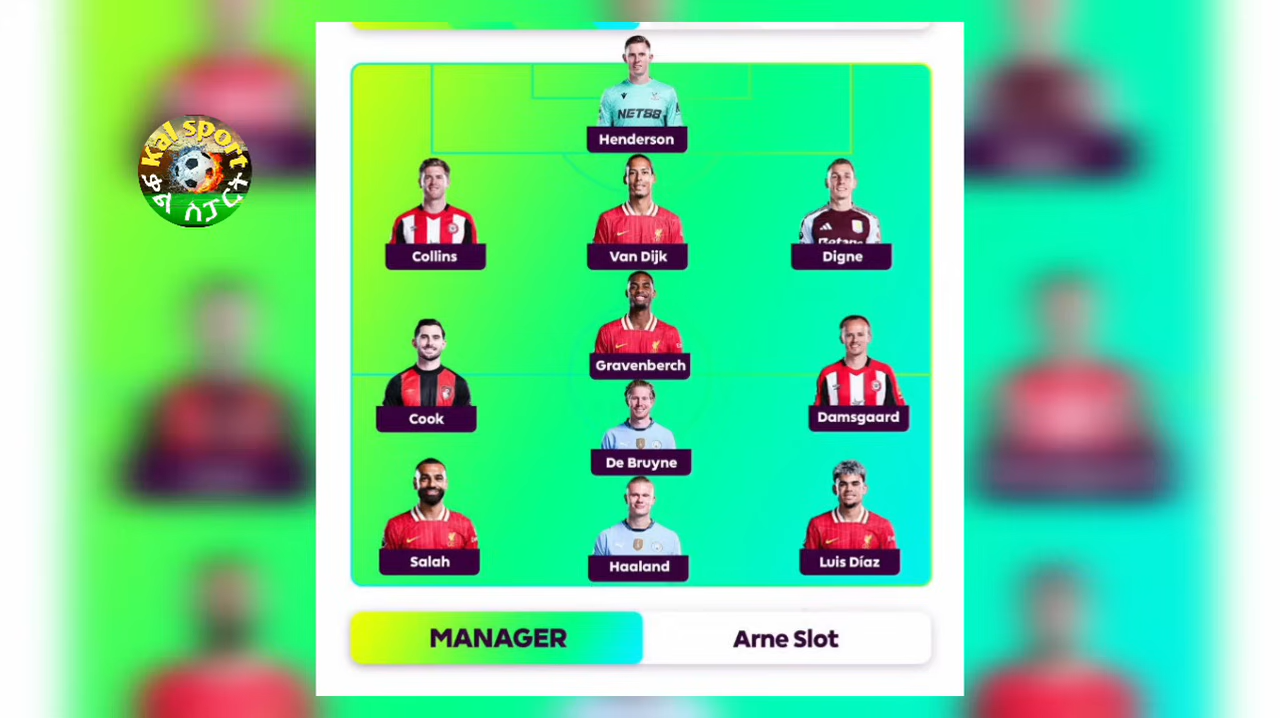 kal sport
ቃል ስፖርት
NET88
Henderson
Collins
Van Dijk
Betano
Digne
Gravenberch
Cook
Damsgaard
De Bruyne
Salah
Haaland
Luis Díaz
MANAGER
Arne Slot